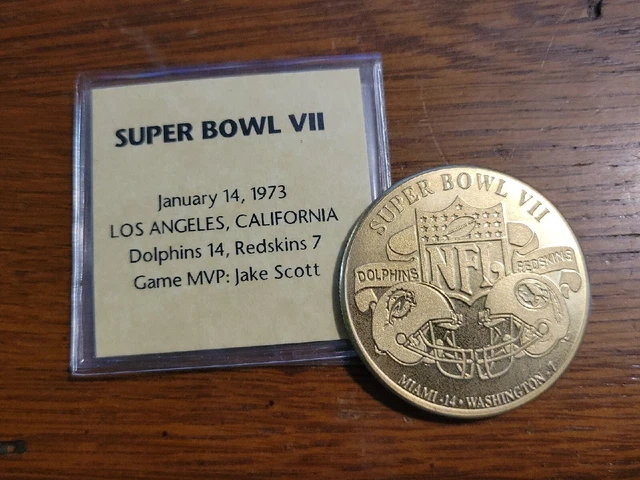 SUPER BOWL VII
January 14, 1973
LOS ANGELES, CALIFORNIA
Dolphins 14, Redskins 7
Game MVP: Jake Scott
SUPER BOWL VII
NFL
DOLPHINS
REDSKINS
MIAMI -14 • WASHINGTON -7